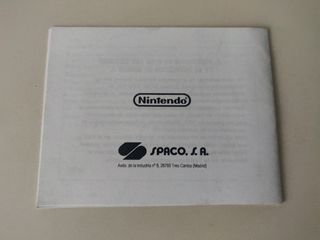 Nintendo
SPACO, S. A.
Avda. de la Industria nº 8, 28760 Tres Cantos (Madrid)